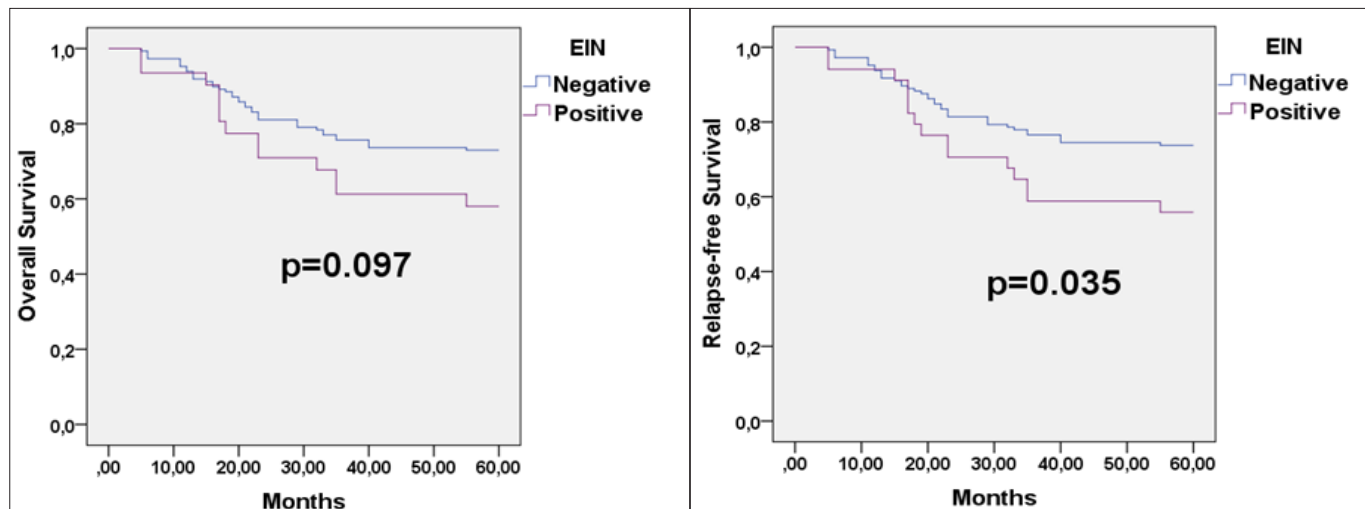 EIN
Negative
Positive
1,0
0,8
0,6
0,4
0,2
0,0
Overall Survival
p=0.097
,00 10,00 20,00 30,00 40,00 50,00 60,00
Months
EIN
Negative
Positive
1,0
0,8
0,6
0,4
0,2
0,0
Relapse-free Survival
p=0.035
,00 10,00 20,00 30,00 40,00 50,00 60,00
Months